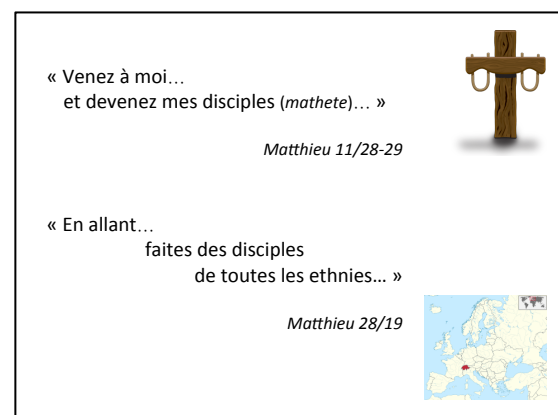 « Venez à moi…
et devenez mes disciples (mathete)… »
Matthieu 11/28-29
« En allant…
faites des disciples
de toutes les ethnies… »
Matthieu 28/19